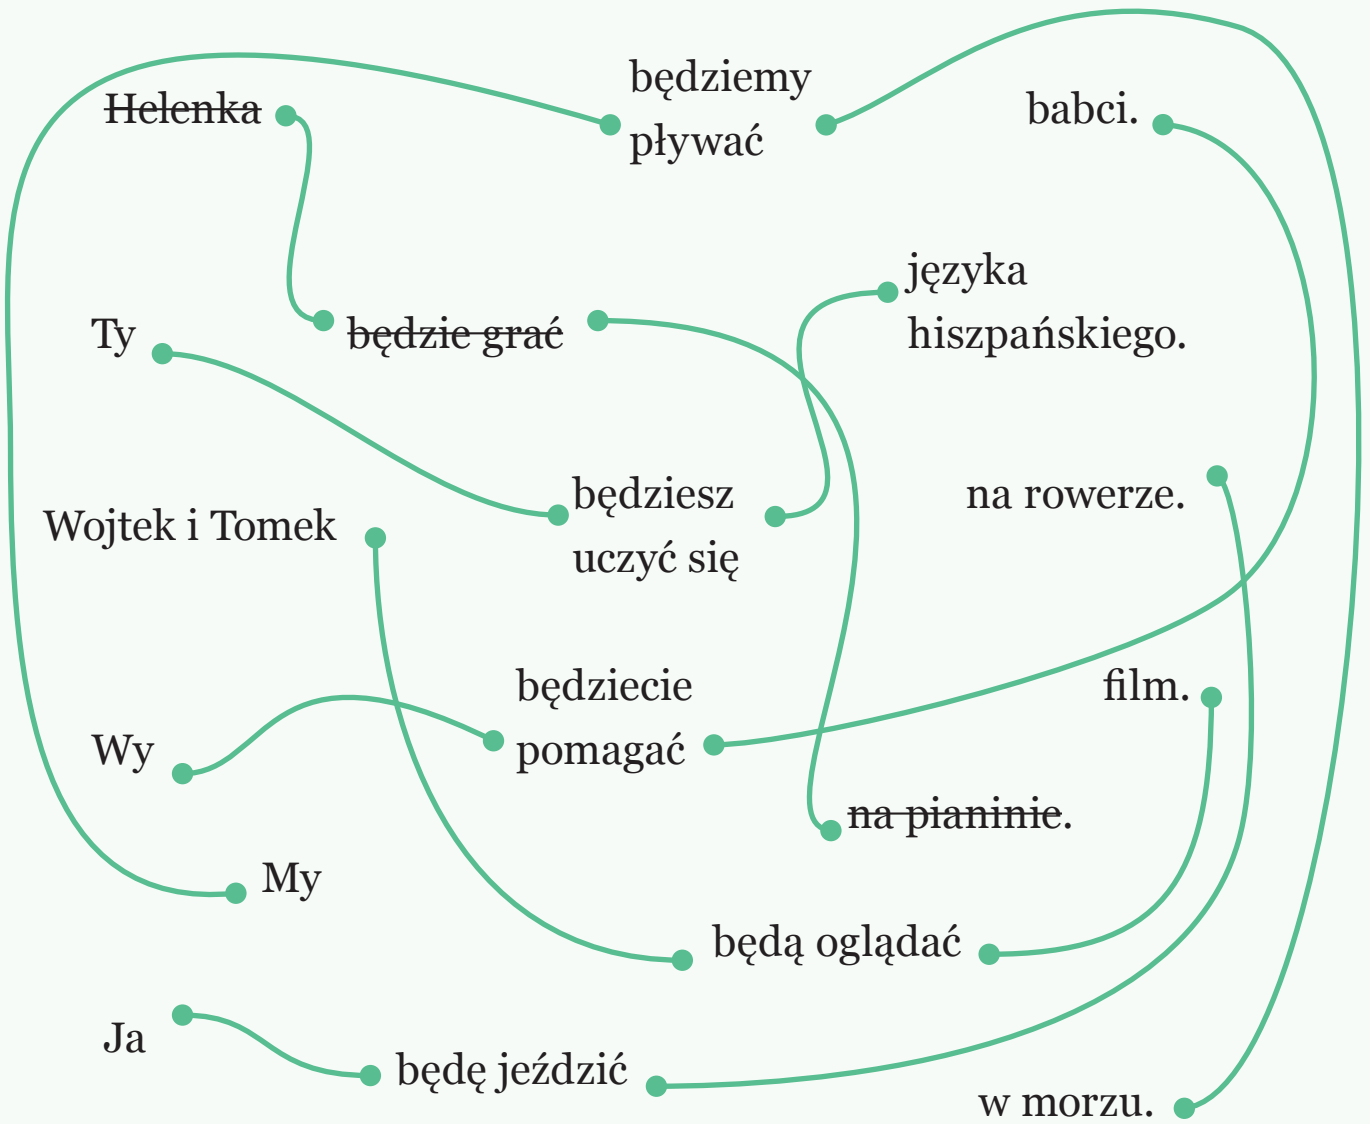 Helenka
będziemy
pływać
babci.
Ty
będzie grać
języka
hiszpańskiego.
Wojtek i Tomek
będziesz
uczyć się
na rowerze.
Wy
będziecie
pomagać
film.
na pianinie.
My
będą oglądać
Ja
będę jeździć
w morzu.